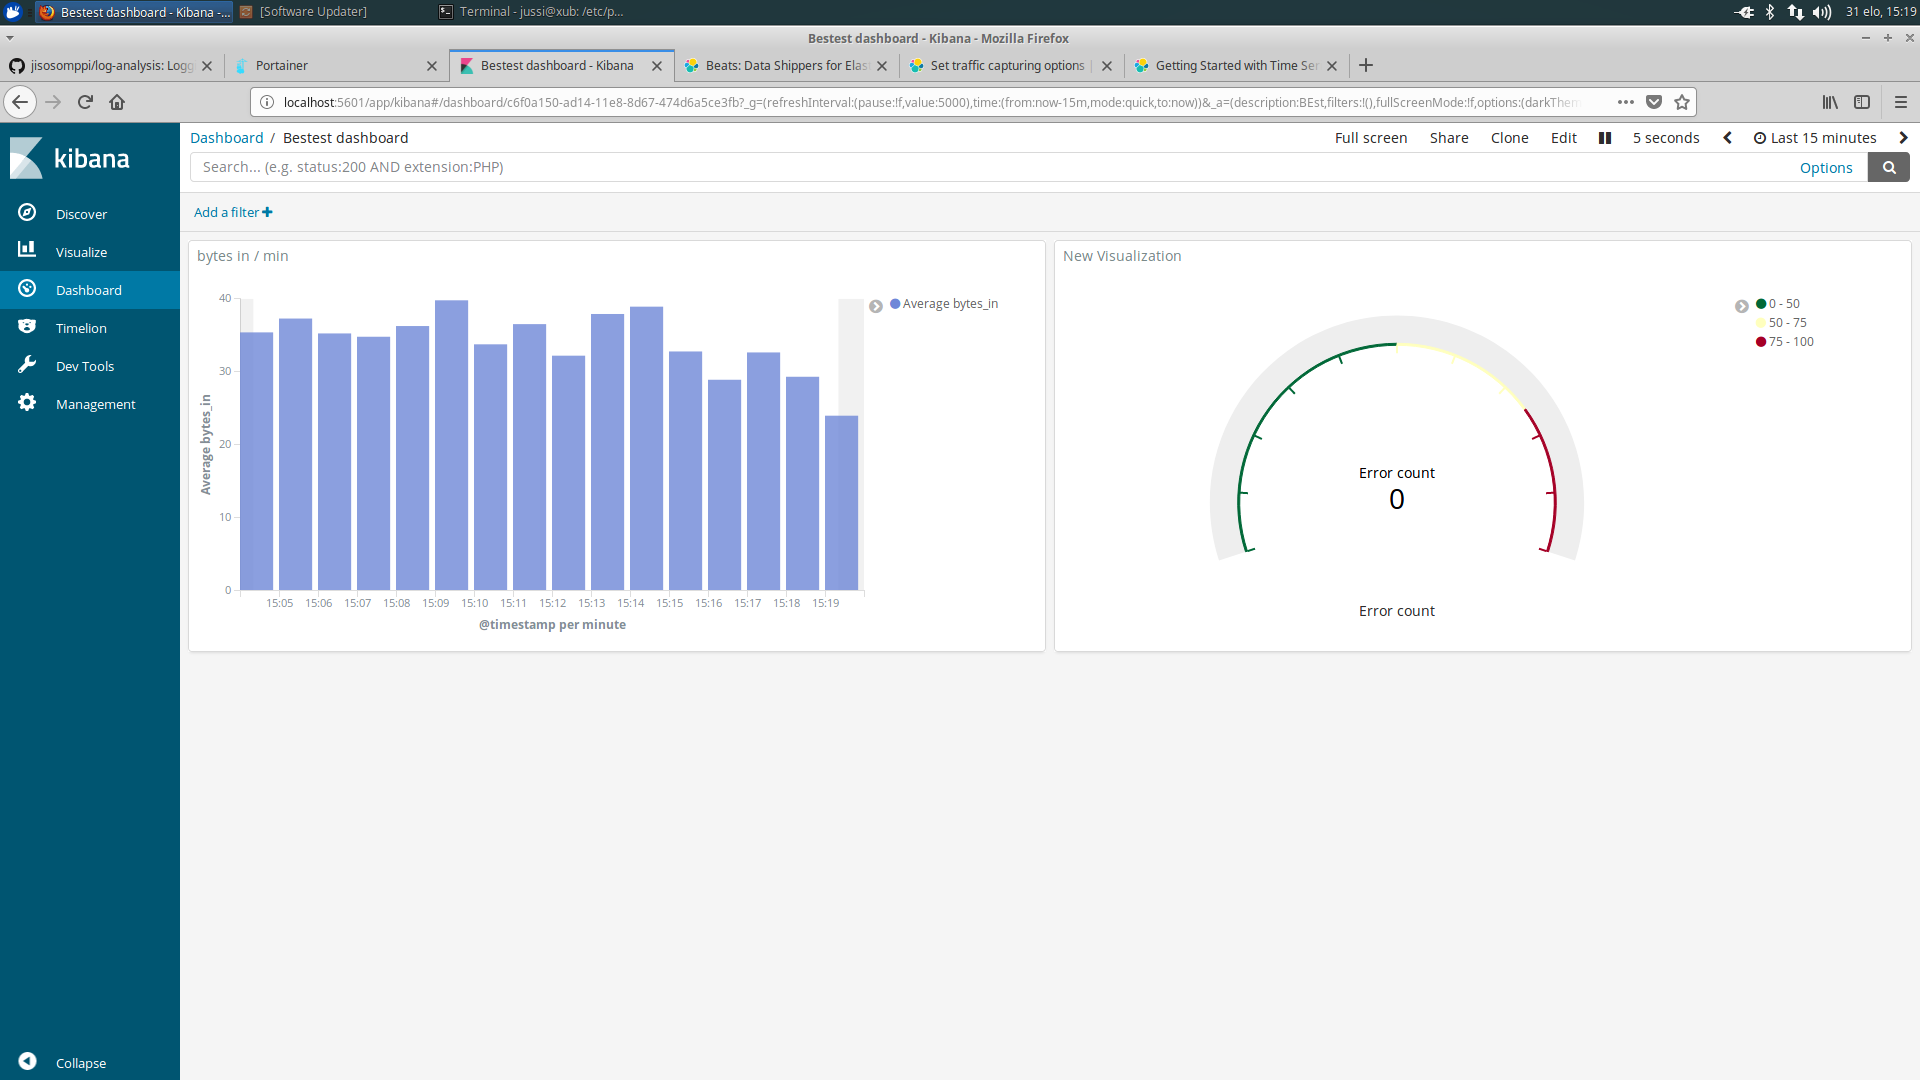 Bestest dashboard - Kibana -...
[Software Updater]
Terminal - jussi@xub: /etc/p...
31 elo, 15:19
Bestest dashboard - Kibana - Mozilla Firefox
jisosomppi/log-analysis: Logg
Portainer
Bestest dashboard - Kibana
Beats: Data Shippers for Elas
Set traffic capturing options |
Getting Started with Time Ser
localhost:5601/app/kibana#/dashboard/c6f0a150-ad14-11e8-8d67-474d6a5ce3fb?_g=(refreshInterval:(pause:!f,value:5000),time:(from:now-15m,mode:quick,to:now))&_a=(description:BEst,filters:!(),fullScreenMode:!f,options:(darkThem
kibana
Discover
Visualize
Dashboard
Timelion
Dev Tools
Management
Collapse
Dashboard / Bestest dashboard
Full screen Share Clone Edit 5 seconds Last 15 minutes
Search... (e.g. status:200 AND extension:PHP)
Options
Add a filter
bytes in / min
40
30
20
10
0
Average bytes_in
15:05 15:06 15:07 15:08 15:09 15:10 15:11 15:12 15:13 15:14 15:15 15:16 15:17 15:18 15:19
@timestamp per minute
Average bytes_in
New Visualization
0 - 50
50 - 75
75 - 100
Error count
0
Error count